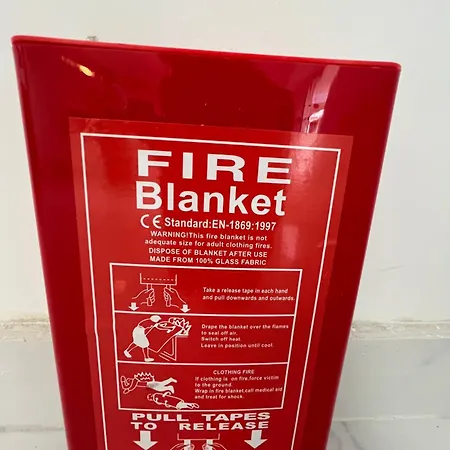 FIRE
Blanket
CE Standard:EN-1869:1997
WARNING!This fire blanket is not
adequate size for adult clothing fires.
DISPOSE OF BLANKET AFTER USE
MADE FROM 100% GLASS FABRIC
Take a release tape in each hand
and pull downwards and outwards.
Drape the blanket over the flames
to seal off air.
Switch off heat.
Leave in position until cool.
CLOTHING FIRE
If clothing is on fire,force victim
to the ground.
Wrap in fire blanket,call medical aid
and treat for shock.
PULL TAPES
TO RELEASE